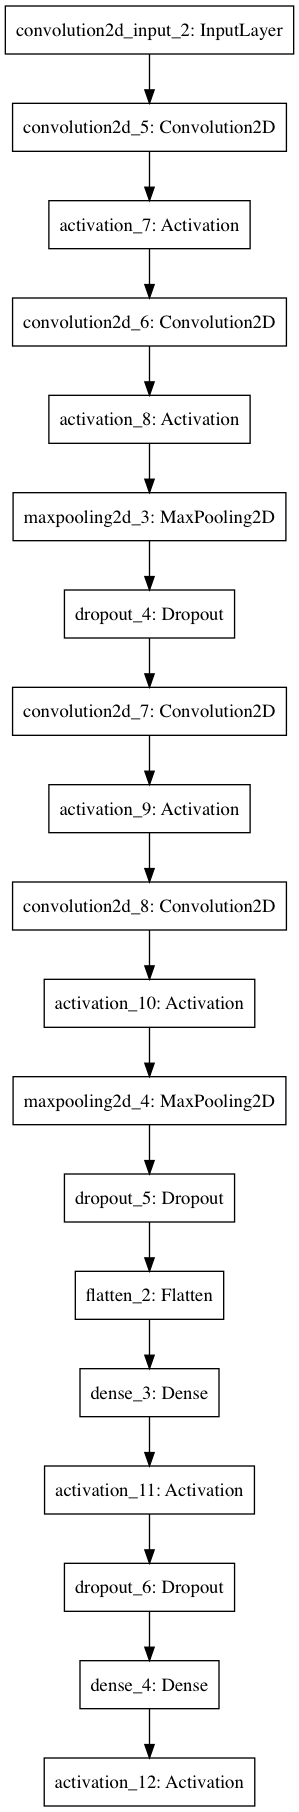 convolution2d_input_2: InputLayer
convolution2d_5: Convolution2D
activation_7: Activation
convolution2d_6: Convolution2D
activation_8: Activation
maxpooling2d_3: MaxPooling2D
dropout_4: Dropout
convolution2d_7: Convolution2D
activation_9: Activation
convolution2d_8: Convolution2D
activation_10: Activation
maxpooling2d_4: MaxPooling2D
dropout_5: Dropout
flatten_2: Flatten
dense_3: Dense
activation_11: Activation
dropout_6: Dropout
dense_4: Dense
activation_12: Activation